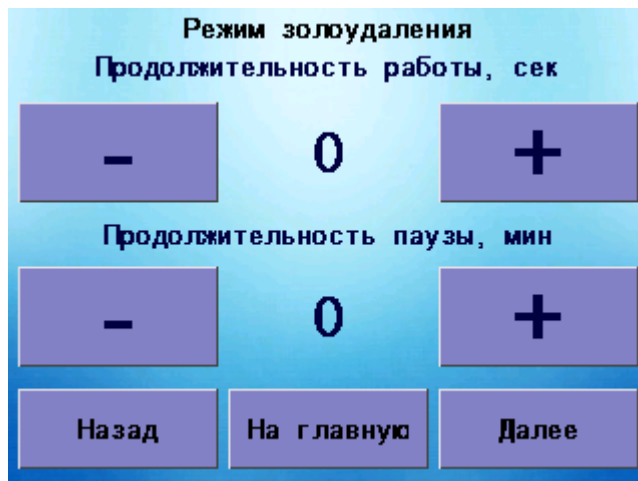 Режим золоудаления
Продолжительность работы, сек
- 0 +
Продолжительность паузы, мин
- 0 +
Назад На главную Далее